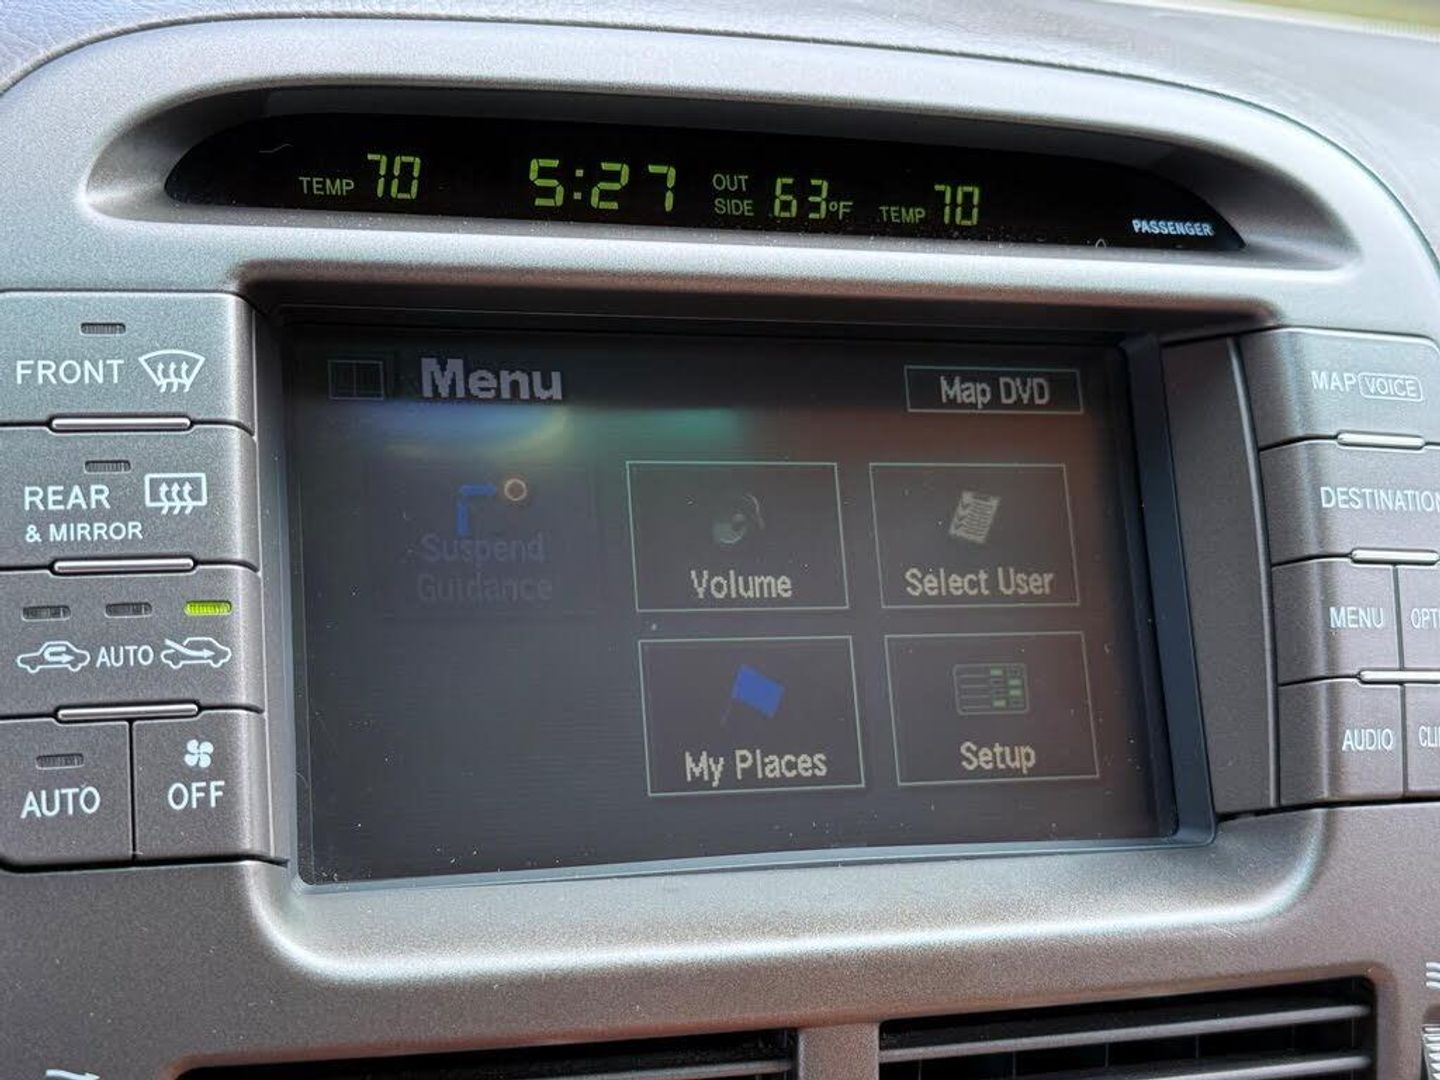 TEMP 70 5:27 OUT SIDE 63°F TEMP 70
PASSENGER
FRONT
REAR
& MIRROR
AUTO
AUTO
OFF
Menu
Map DVD
Suspend
Guidance
Volume
Select User
My Places
Setup
MAP VOICE
DESTINATION
MENU
AUDIO